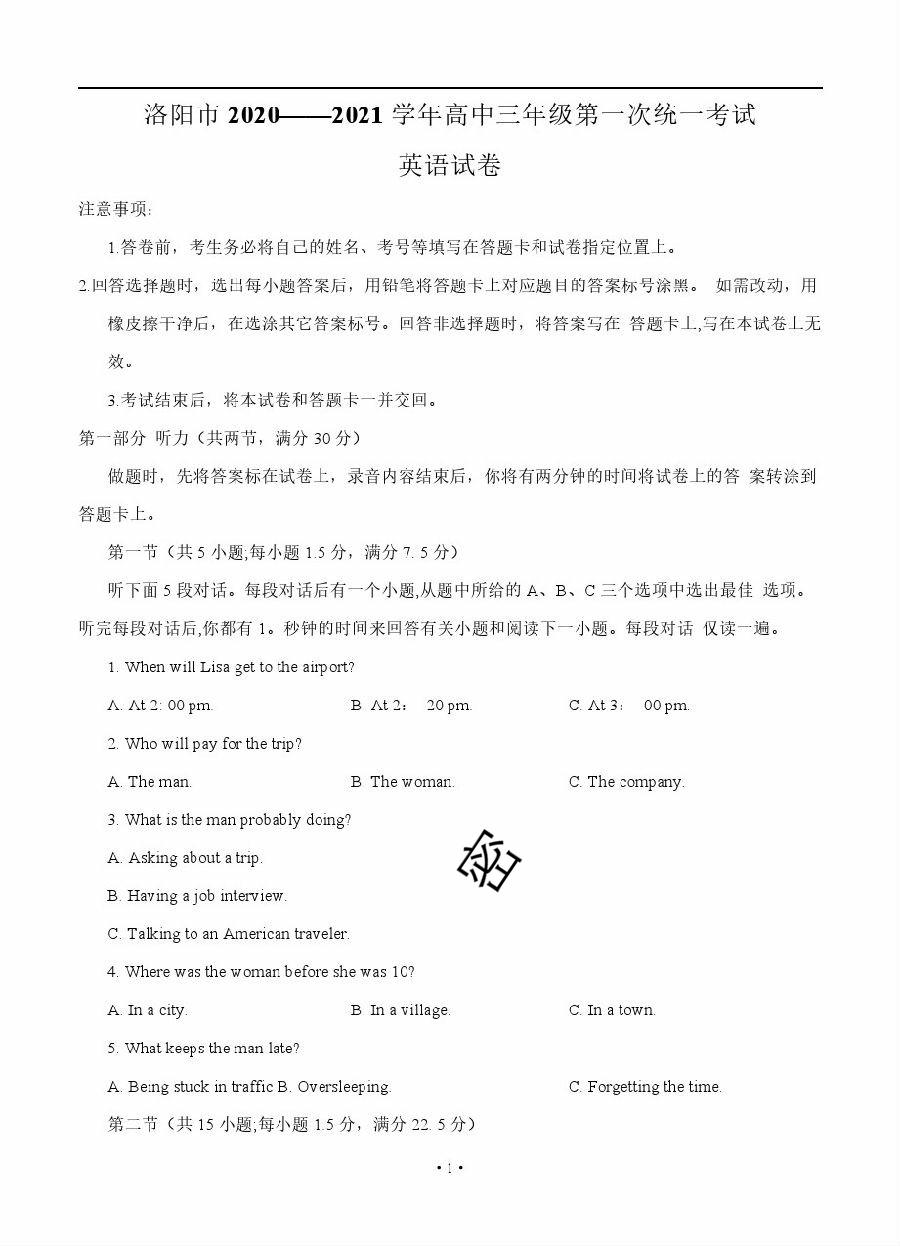 洛阳市 2020——2021 学年高中三年级第一次统一考试
英语试卷
注意事项:
1.答卷前，考生务必将自己的姓名、考号等填写在答题卡和试卷指定位置上。
2.回答选择题时，选出每小题答案后，用铅笔将答题卡上对应题目的答案标号涂黑。 如需改动，用
橡皮擦干净后，在选涂其它答案标号。回答非选择题时，将答案写在 答题卡上,写在本试卷上无
效。
3.考试结束后，将本试卷和答题卡一并交回。
第一部分 听力（共两节，满分 30 分）
做题时，先将答案标在试卷上，录音内容结束后，你将有两分钟的时间将试卷上的答 案转涂到
答题卡上。
第一节（共 5 小题;每小题 1.5 分，满分 7. 5 分）
听下面 5 段对话。每段对话后有一个小题,从题中所给的 A、B、C 三个选项中选出最佳 选项。
听完每段对话后,你都有 1。秒钟的时间来回答有关小题和阅读下一小题。每段对话 仅读一遍。
1. When will Lisa get to the airport?
A. At 2: 00 pm. B At 2： 20 pm. C. At 3： 00 pm.
2. Who will pay for the trip?
A. The man. B The woman. C. The company.
3. What is the man probably doing?
A. Asking about a trip.
B. Having a job interview.
C. Talking to an American traveler.
4. Where was the woman before she was 10?
A. In a city. B In a village. C. In a town.
5. What keeps the man late?
A. Being stuck in traffic B. Oversleeping. C. Forgetting the time.
第二节（共 15 小题;每小题 1.5 分，满分 22. 5 分）
• 1 •